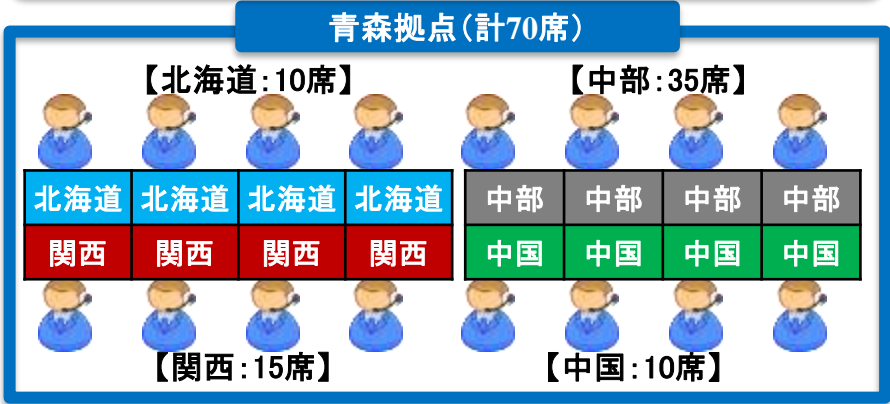 青森拠点（計70席）
【北海道：10席】
【中部：35席】
北海道 北海道 北海道 北海道
関西 関西 関西 関西
中部 中部 中部 中部
中国 中国 中国 中国
【関西：15席】
【中国：10席】